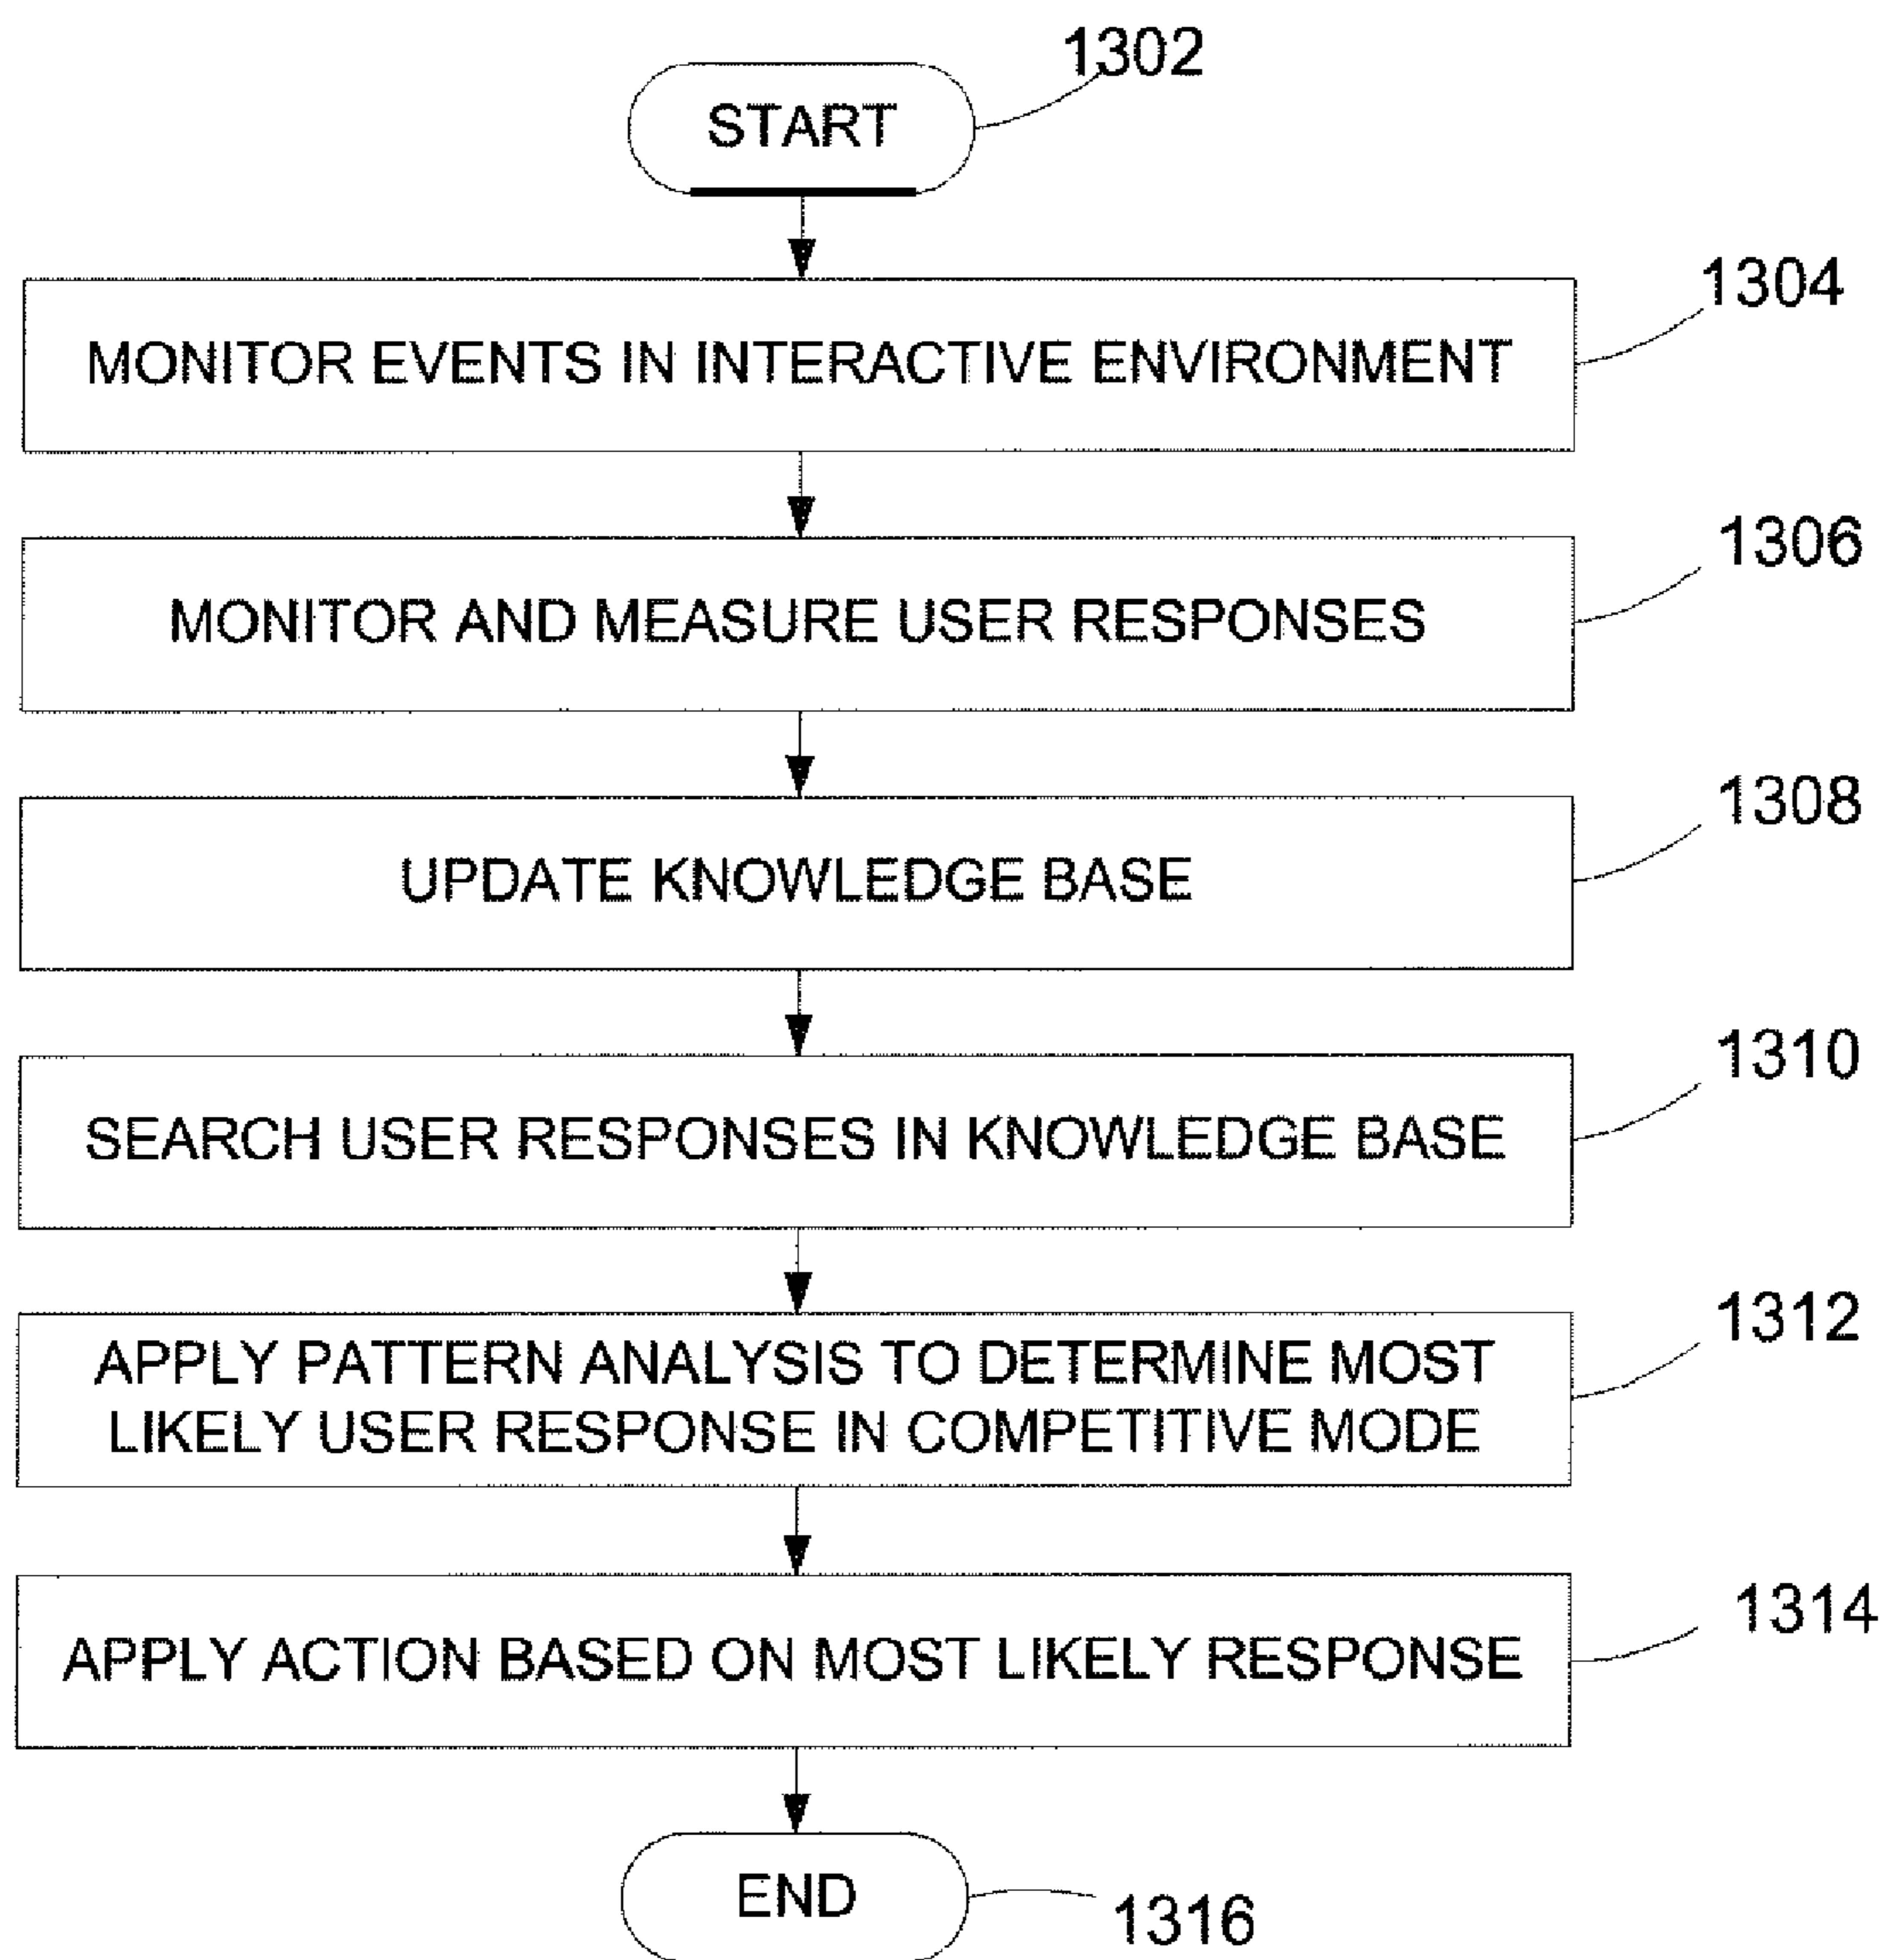 1302
START
1304
MONITOR EVENTS IN INTERACTIVE ENVIRONMENT
1306
MONITOR AND MEASURE USER RESPONSES
1308
UPDATE KNOWLEDGE BASE
1310
SEARCH USER RESPONSES IN KNOWLEDGE BASE
1312
APPLY PATTERN ANALYSIS TO DETERMINE MOST
LIKELY USER RESPONSE IN COMPETITIVE MODE
1314
APPLY ACTION BASED ON MOST LIKELY RESPONSE
END
1316